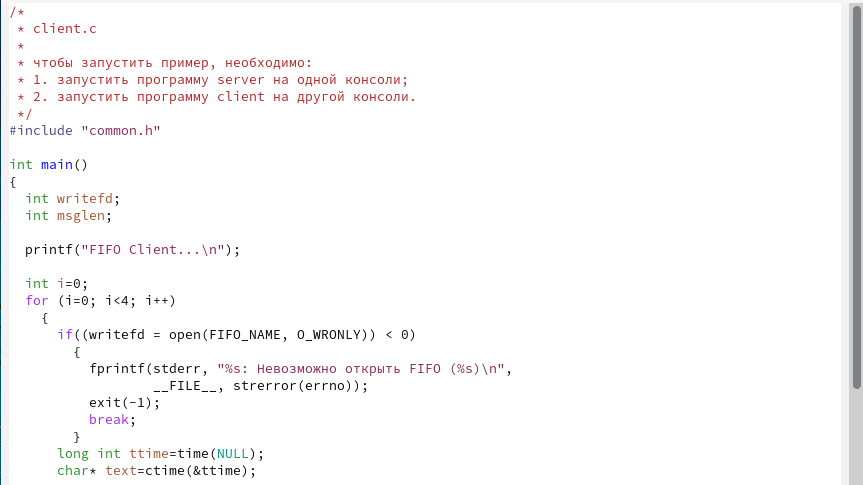 /*
 * client.c
 *
 * чтобы запустить пример, необходимо:
 * 1. запустить программу server на одной консоли;
 * 2. запустить программу client на другой консоли.
 */
#include "common.h"

int main()
{
  int writefd;
  int msglen;

  printf("FIFO Client...\n");

  int i=0;
  for (i=0; i<4; i++)
    {
      if((writefd = open(FIFO_NAME, O_WRONLY)) < 0)
        {
          fprintf(stderr, "%s: Невозможно открыть FIFO (%s)\n",
                  __FILE__, strerror(errno));
          exit(-1);
          break;
        }
      long int ttime=time(NULL);
      char* text=ctime(&ttime);